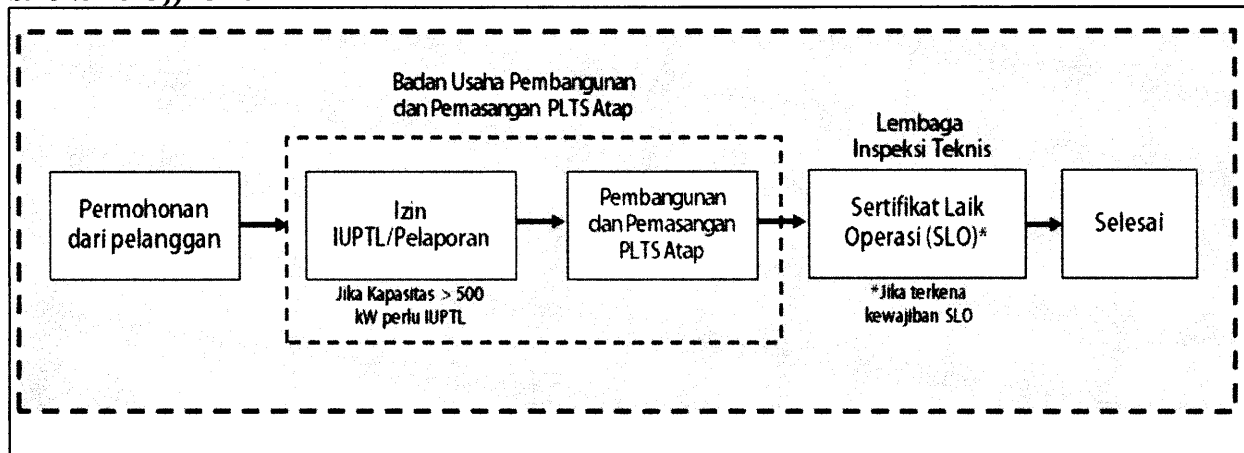 Badan Usaha Pembangunan
dan Pemasangan PLTS Atap
Lembaga
Inspeksi Teknis
Permohonan
dari pelanggan
Izin
IUPTL/Pelaporan
Jika Kapasitas > 500
kW perlu IUPTL
Pembangunan
dan Pemasangan
PLTS Atap
Sertifikat Laik
Operasi (SLO)*
*Jika terkena
kewajiban SLO
Selesai